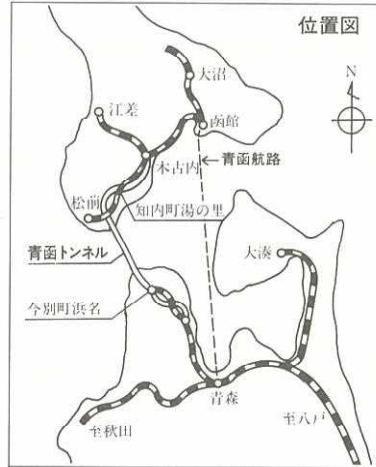 位置図
N
大沼
江差
函館
木古内
青函航路
松前
知内町湯の里
青函トンネル
大湊
今別町浜名
青森
至秋田
至八戸